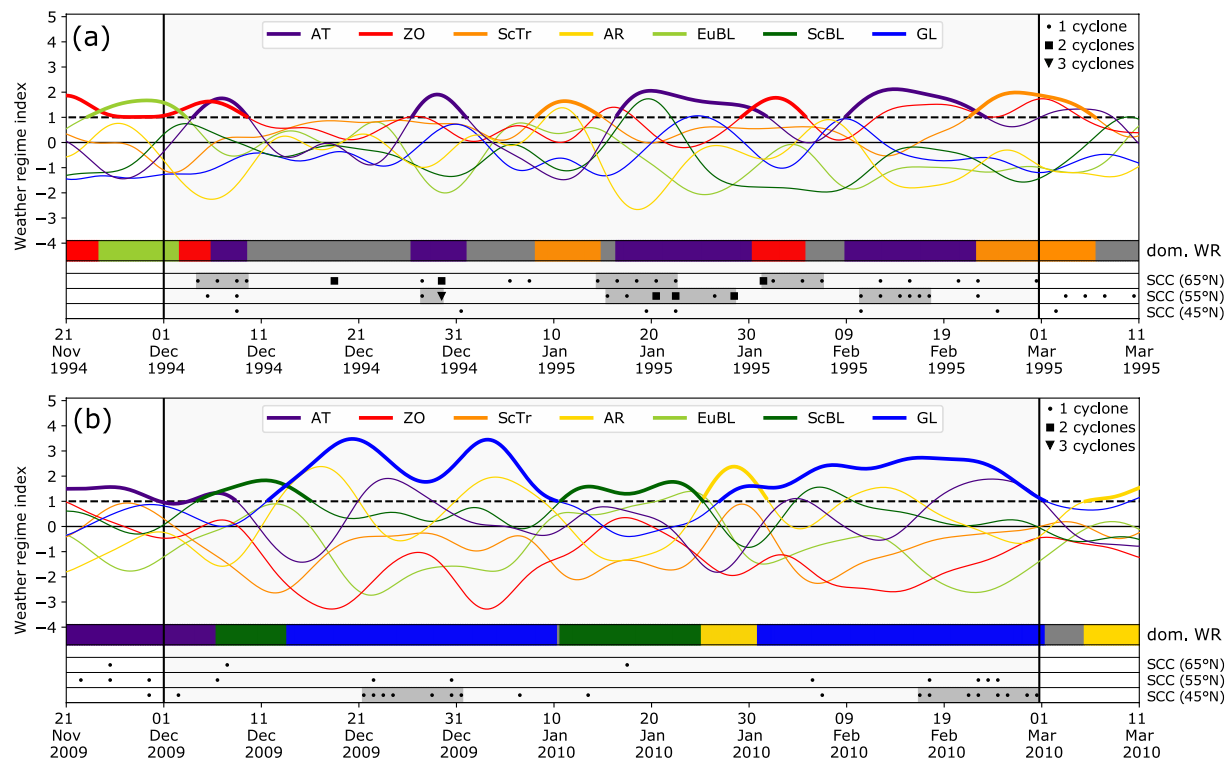 (a)
AT ZO ScTr AR EuBL ScBL GL
1 cyclone
2 cyclones
3 cyclones
Weather regime index
5
4
3
2
1
0
−1
−2
−3
−4
dom. WR
SCC (65°N)
SCC (55°N)
SCC (45°N)
21 01 11 21 31 10 20 30 09 19 01 11
Nov Dec Dec Dec Dec Jan Jan Jan Feb Feb Mar Mar
1994 1994 1994 1994 1994 1995 1995 1995 1995 1995 1995 1995
(b)
AT ZO ScTr AR EuBL ScBL GL
1 cyclone
2 cyclones
3 cyclones
Weather regime index
5
4
3
2
1
0
−1
−2
−3
−4
dom. WR
SCC (65°N)
SCC (55°N)
SCC (45°N)
21 01 11 21 31 10 20 30 09 19 01 11
Nov Dec Dec Dec Dec Jan Jan Jan Feb Feb Mar Mar
2009 2009 2009 2009 2009 2010 2010 2010 2010 2010 2010 2010